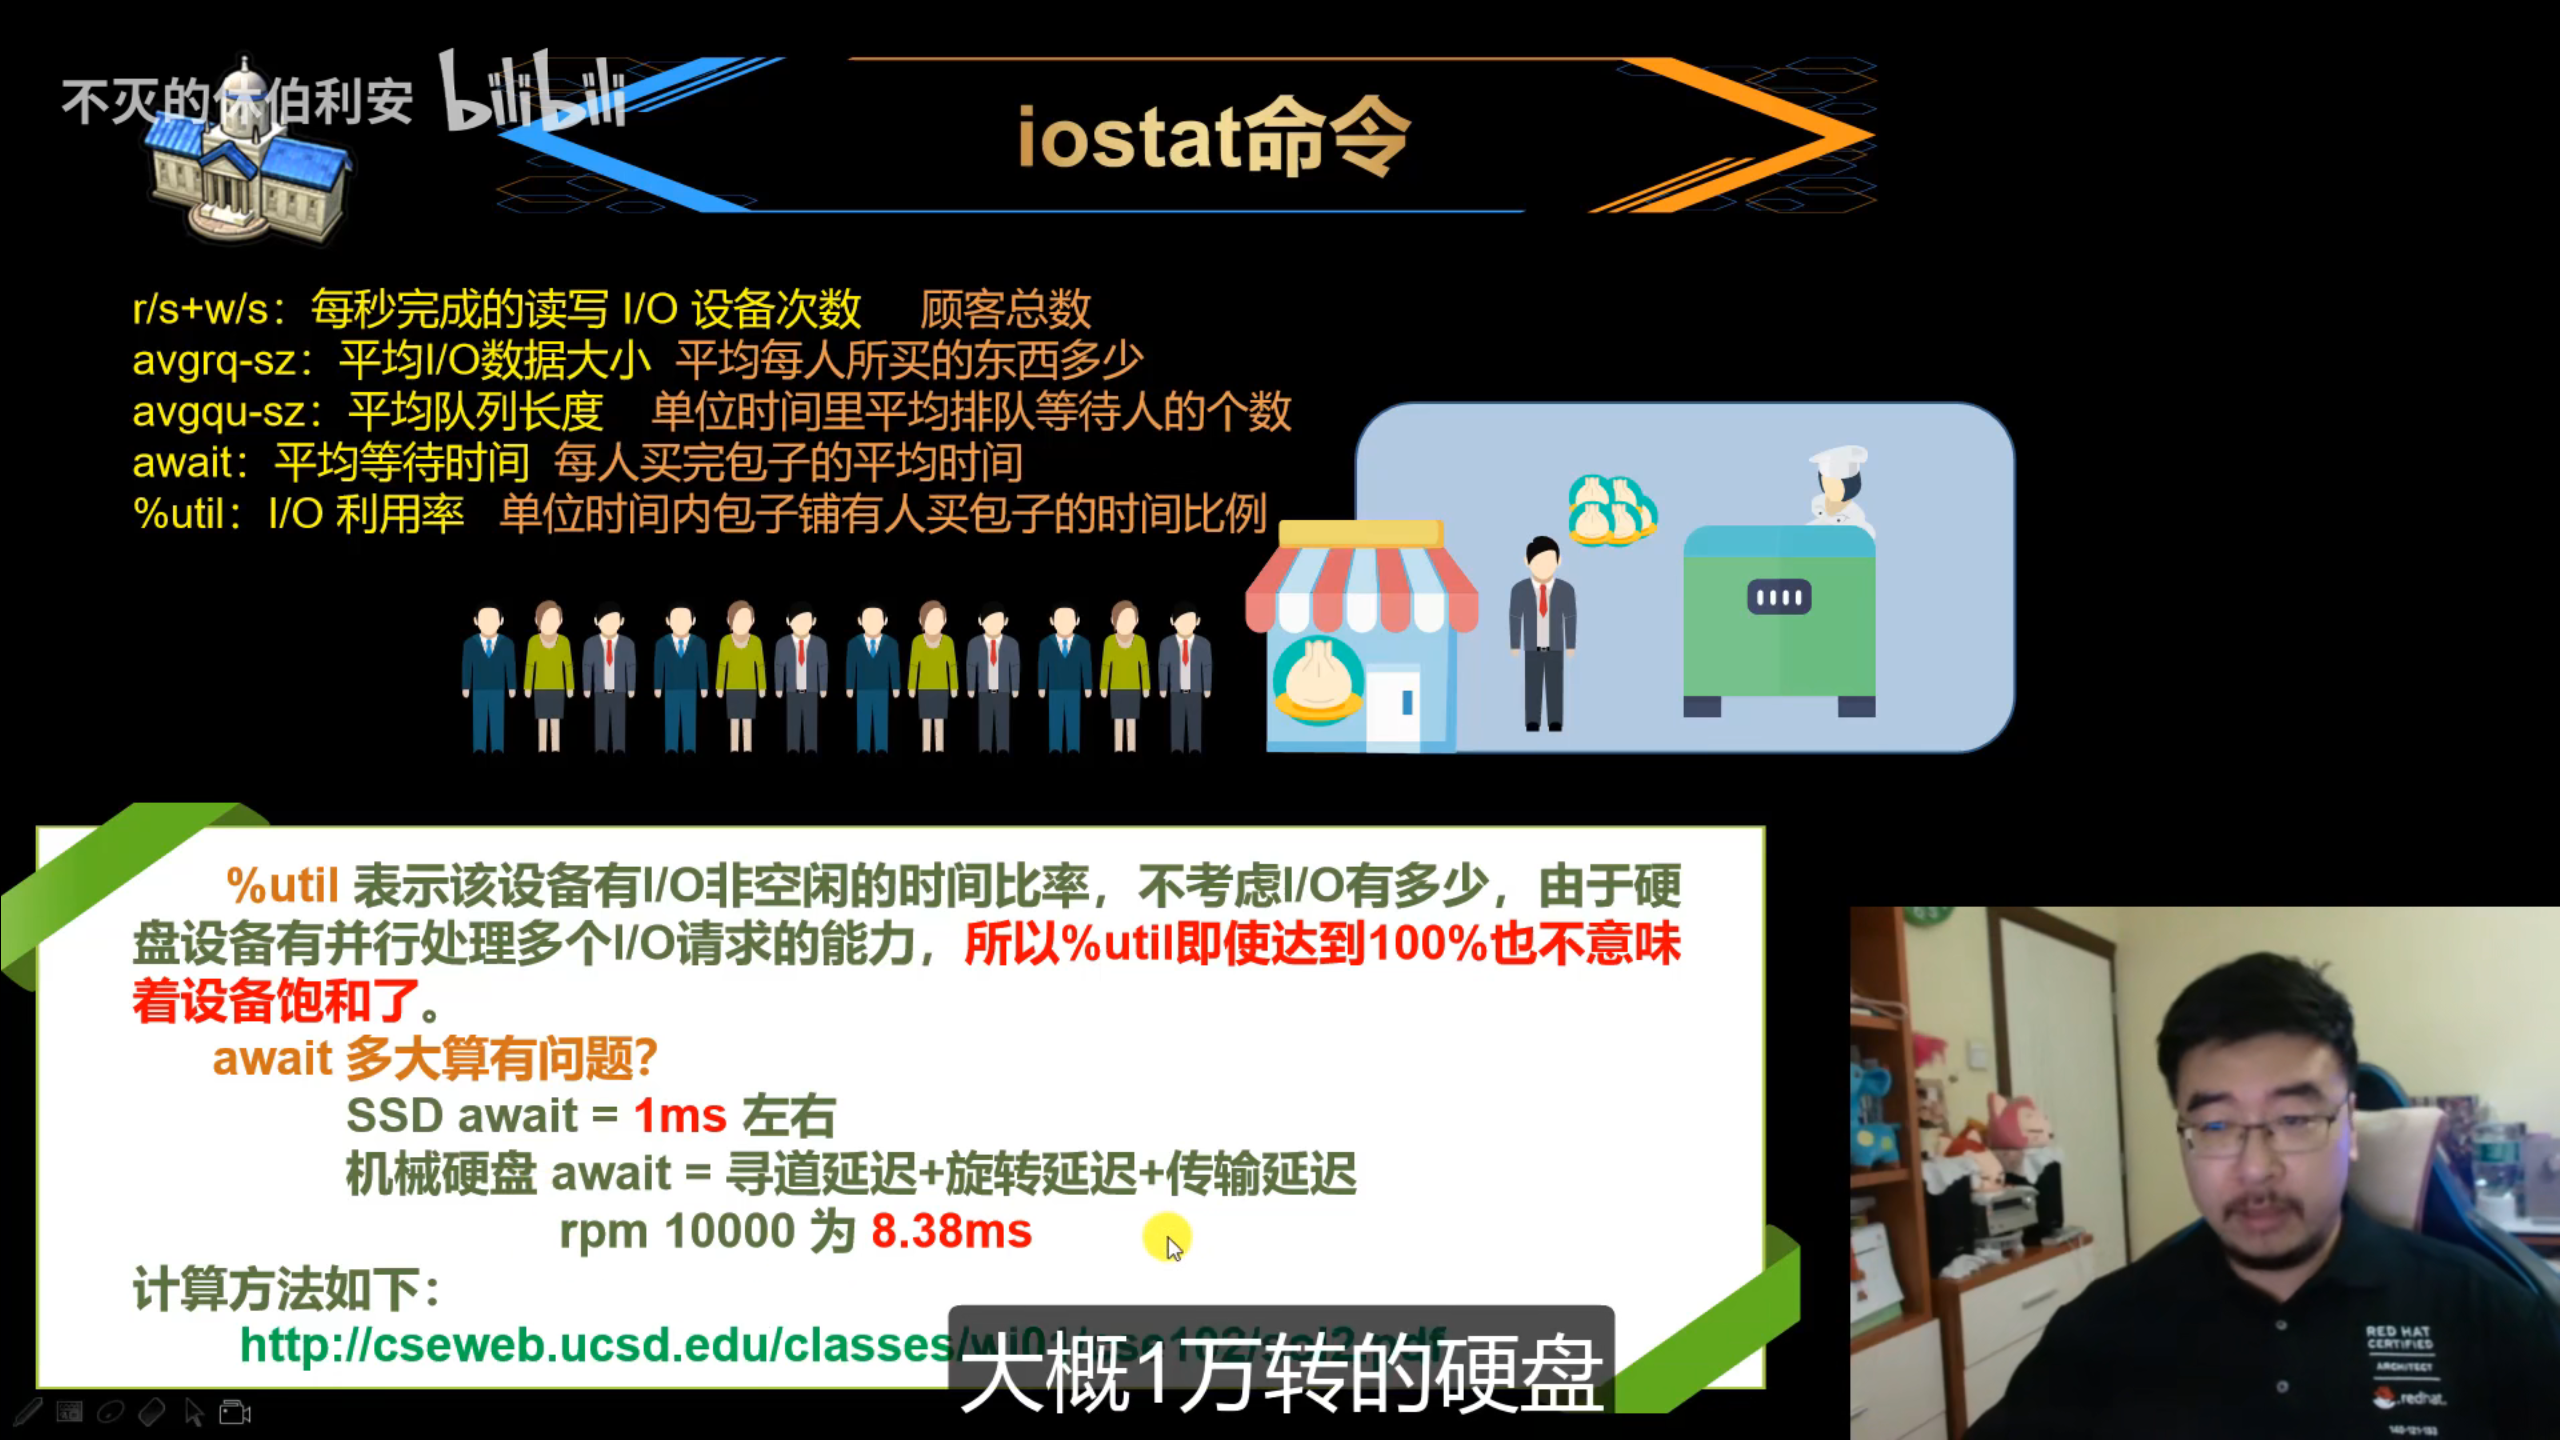 不灭的休伯利安 bilibili
iostat命令
r/s+w/s：每秒完成的读写 I/O 设备次数 顾客总数
avgrq-sz：平均I/O数据大小 平均每人所买的东西多少
avgqu-sz：平均队列长度 单位时间里平均排队等待人的个数
await：平均等待时间 每人买完包子的平均时间
%util：I/O 利用率 单位时间内包子铺有人买包子的时间比例
%util 表示该设备有I/O非空闲的时间比率，不考虑I/O有多少，由于硬
盘设备有并行处理多个I/O请求的能力，所以%util即使达到100%也不意味
着设备饱和了。
await 多大算有问题？
SSD await = 1ms 左右
机械硬盘 await = 寻道延迟+旋转延迟+传输延迟
rpm 10000 为 8.38ms
计算方法如下：
http://cseweb.ucsd.edu/classes/wi01/cse102/sol2.pdf
大概1万转的硬盘
RED HAT
CERTIFIED
ARCHITECT
redhat.